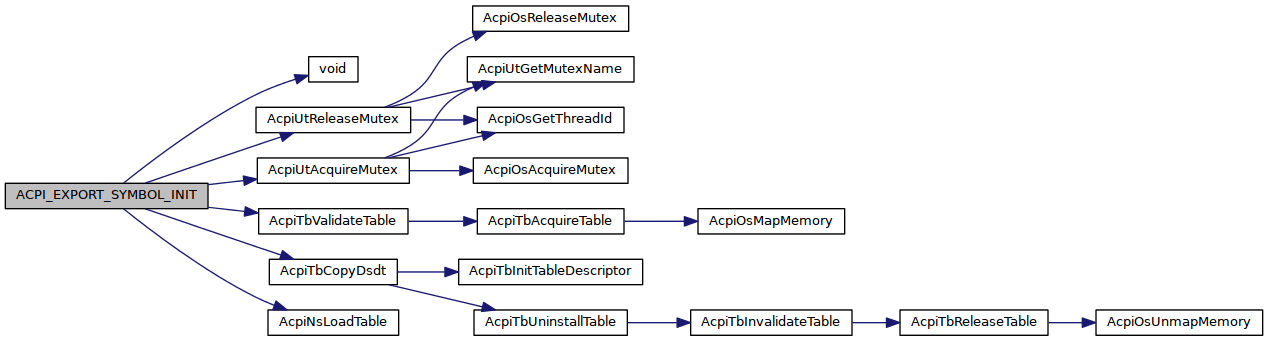 AcpiOsReleaseMutex
void
AcpiUtGetMutexName
AcpiUtReleaseMutex
AcpiOsGetThreadId
AcpiUtAcquireMutex
AcpiOsAcquireMutex
ACPI_EXPORT_SYMBOL_INIT
AcpiTbValidateTable
AcpiTbAcquireTable
AcpiOsMapMemory
AcpiTbCopyDsdt
AcpiTbInitTableDescriptor
AcpiNsLoadTable
AcpiTbUninstallTable
AcpiTbInvalidateTable
AcpiTbReleaseTable
AcpiOsUnmapMemory